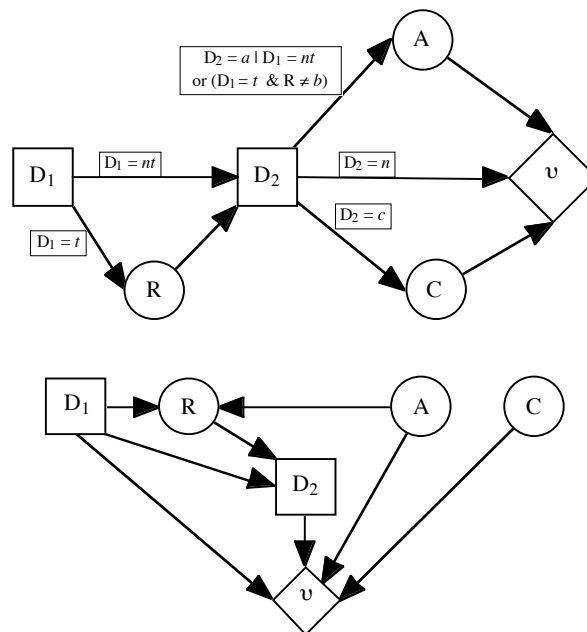 D₂ = a | D₁ = nt
or (D₁ = t & R ≠ b)
A
D₁
D₁ = nt
D₂
D₂ = n
υ
D₁ = t
D₂ = c
R
C
D₁
R
A
C
D₂
υ